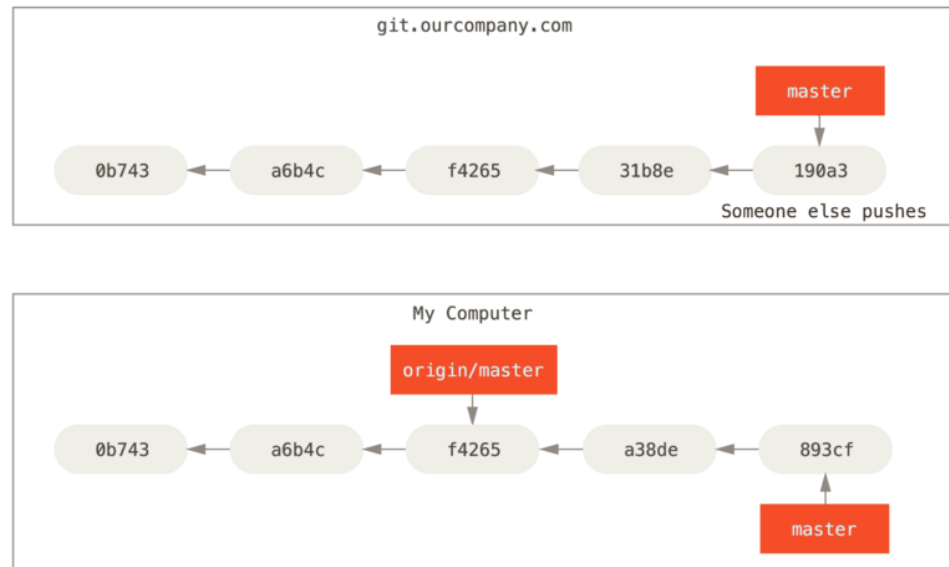 git.ourcompany.com
master
0b743 a6b4c f4265 31b8e 190a3
Someone else pushes
My Computer
origin/master
0b743 a6b4c f4265 a38de 893cf
master